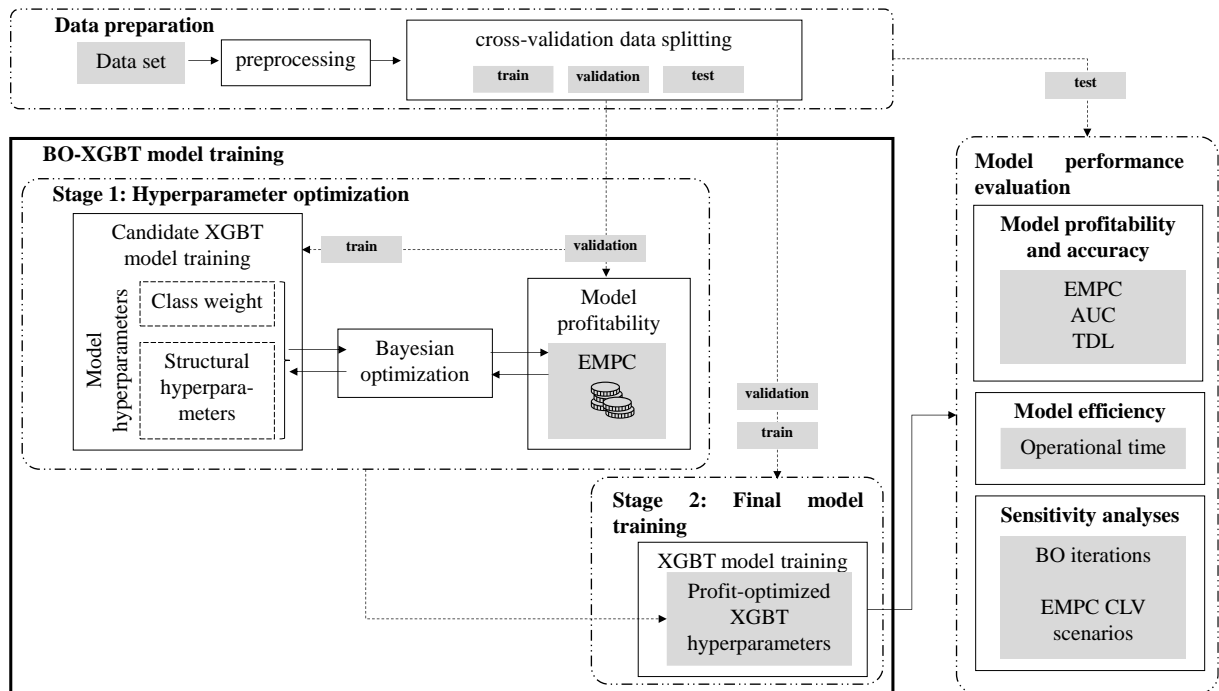 Data preparation
Data set
preprocessing
cross-validation data splitting
train
validation
test
test
BO-XGBT model training
Stage 1: Hyperparameter optimization
Candidate XGBT
model training
train
validation
Model
hyperparameters
Class weight
Structural
hyperpara-
meters
Bayesian
optimization
Model
profitability
EMPC
validation
train
Stage 2: Final model
training
XGBT model training
Profit-optimized
XGBT
hyperparameters
Model performance
evaluation
Model profitability
and accuracy
EMPC
AUC
TDL
Model efficiency
Operational time
Sensitivity analyses
BO iterations
EMPC CLV
scenarios